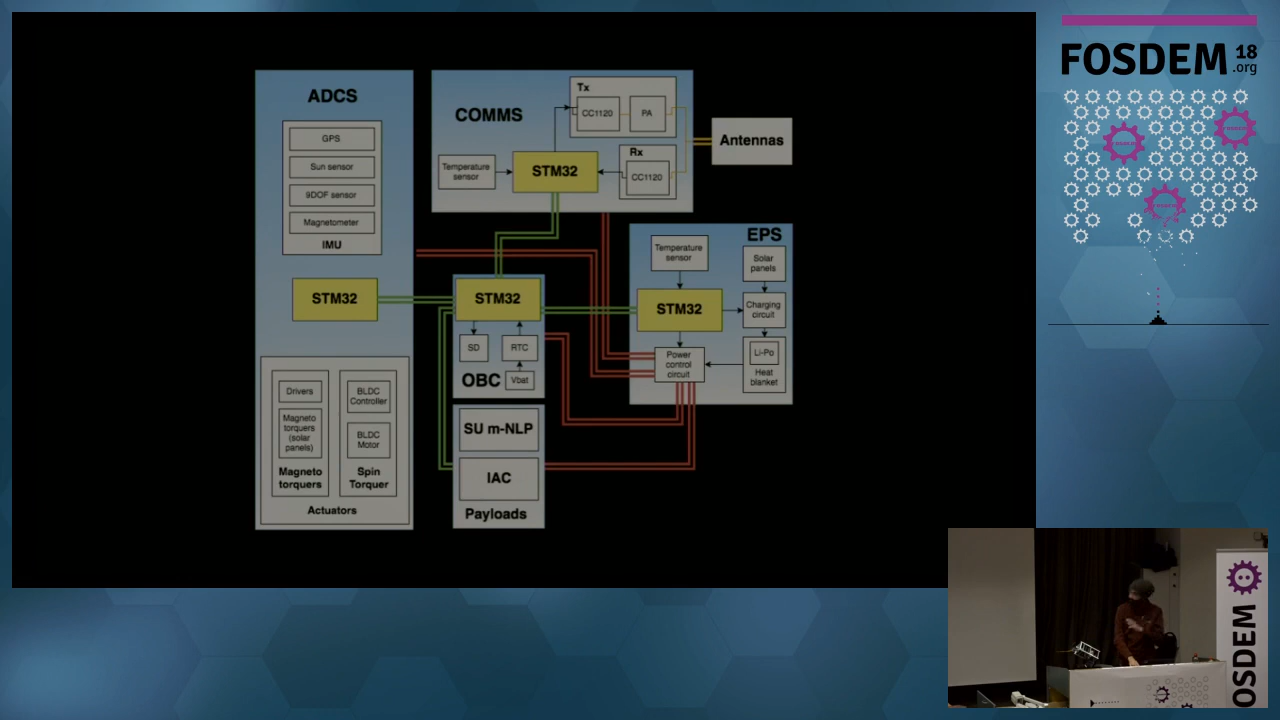 ADCS
GPS
Sun sensor
9DOF sensor
Magnetometer
IMU
STM32
Drivers
Magneto
torquers
(solar
panels)
Magneto
torquers
BLDC
Controller
BLDC
Motor
Spin
Torquer
Actuators
COMMS
Tx
CC1120
PA
Rx
CC1120
Temperature
sensor
STM32
Antennas
STM32
SD
RTC
Vbat
OBC
SU m-NLP
IAC
Payloads
EPS
Temperature
sensor
Solar
panels
STM32
Charging
circuit
Power
control
circuit
Li-Po
Heat
blanket
FOSDEM 18
.org
OSDEM